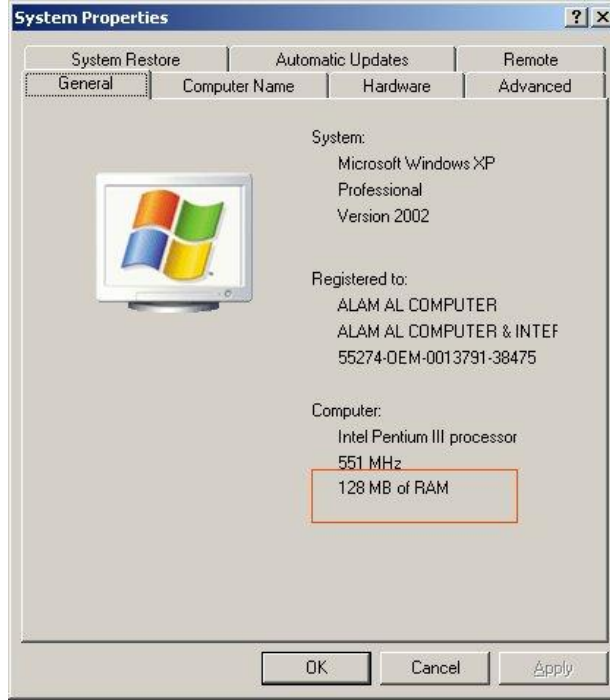 System Properties
System Restore
Automatic Updates
Remote
General
Computer Name
Hardware
Advanced
System:
Microsoft Windows XP
Professional
Version 2002
Registered to:
ALAM AL COMPUTER
ALAM AL COMPUTER & INTEF
55274-OEM-0013791-38475
Computer:
Intel Pentium III processor
551 MHz
128 MB of RAM
OK
Cancel
Apply